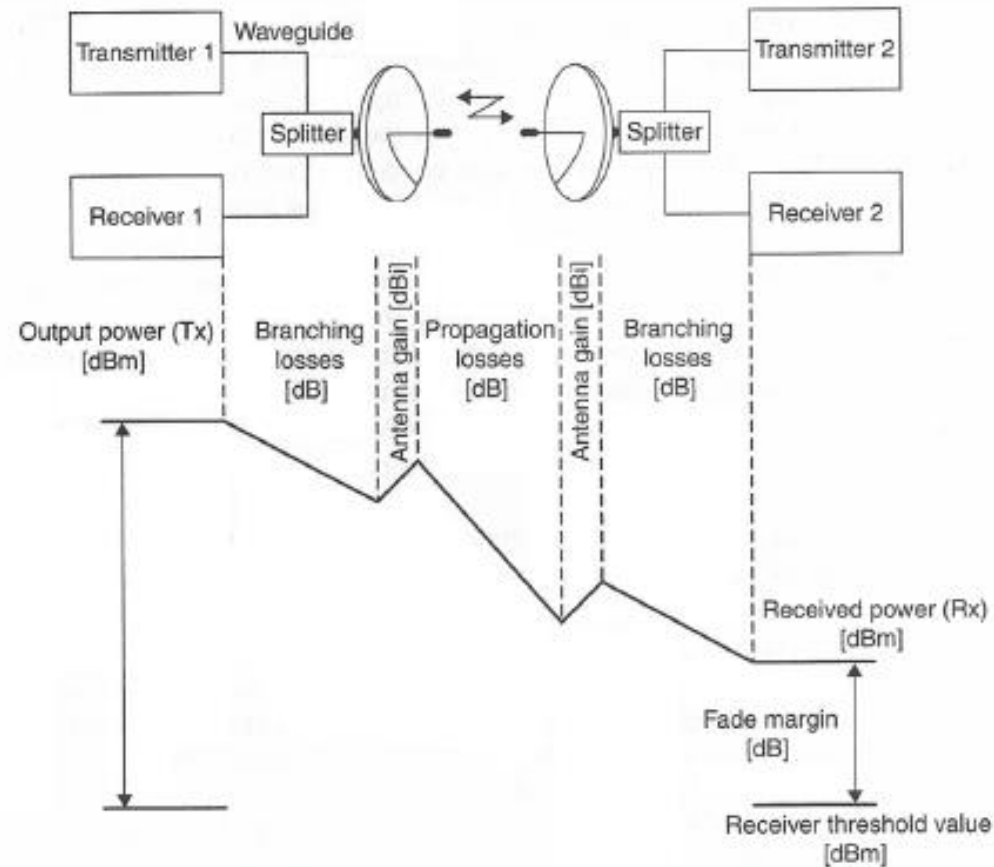 Transmitter 1
Waveguide
Transmitter 2
Splitter
Splitter
Receiver 1
Receiver 2
Output power (Tx)
[dBm]
Branching
losses
[dB]
Antenna gain [dBi]
Propagation
losses
[dB]
Antenna gain [dBi]
Branching
losses
[dB]
Received power (Rx)
[dBm]
Fade margin
[dB]
Receiver threshold value
[dBm]